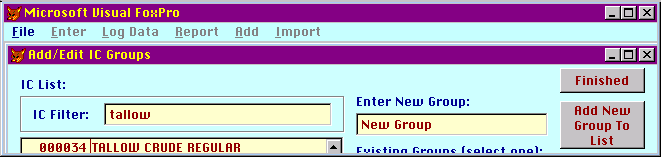 Microsoft Visual FoxPro
File Enter Log Data Report Add Import
Add/Edit IC Groups
IC List:
IC Filter: tallow
000034 TALLOW CRUDE REGULAR
Enter New Group:
New Group
Existing Groups (select one):
Finished
Add New
Group To
List